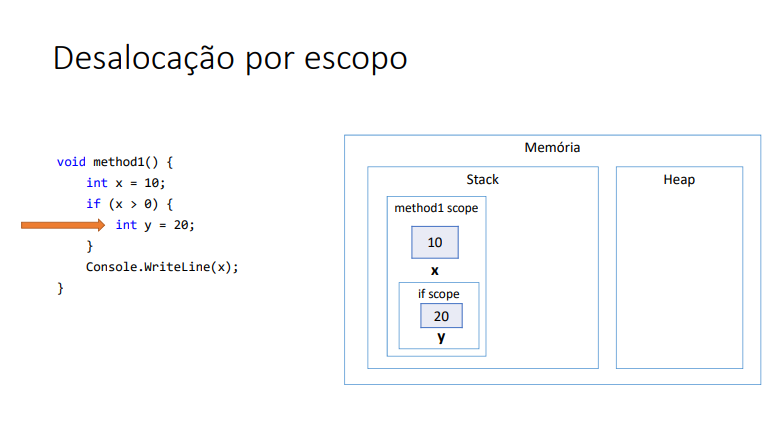 Desalocação por escopo
void method1() {
int x = 10;
if (x > 0) {
int y = 20;
}
Console.WriteLine(x);
}
Memória
Stack
Heap
method1 scope
10
x
if scope
20
y